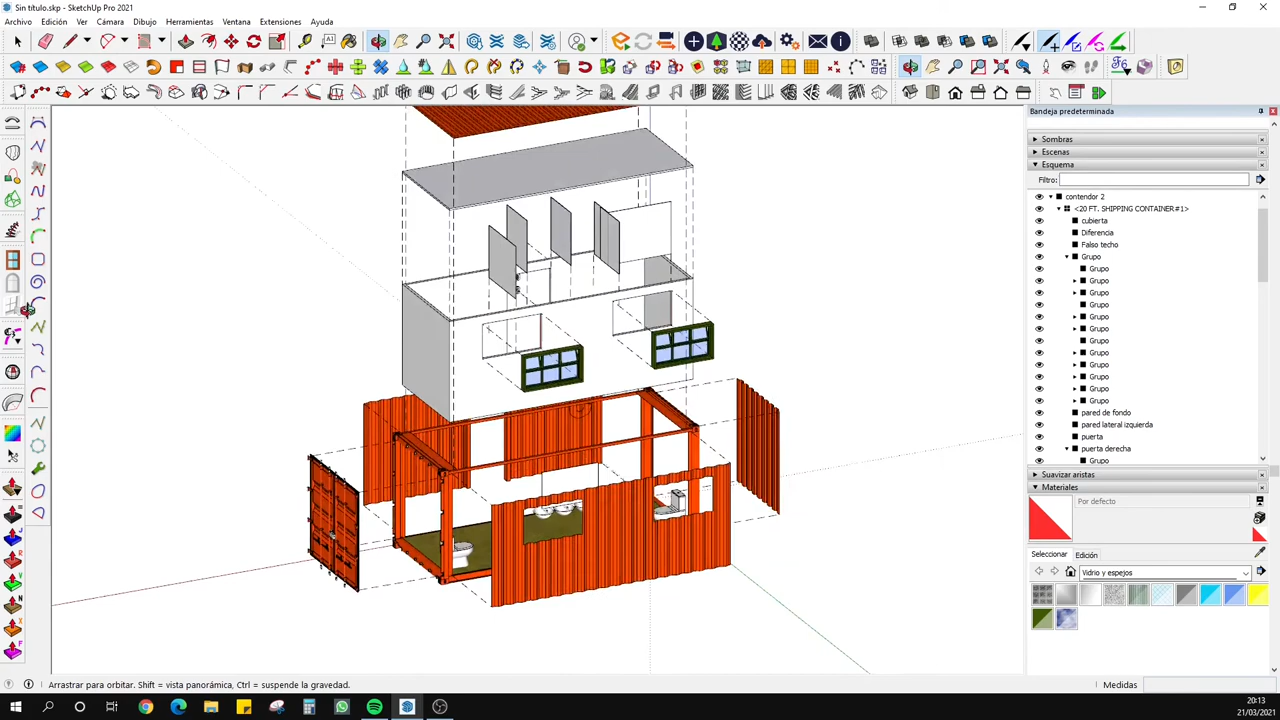 Sin título.skp - SketchUp Pro 2021
Archivo Edición Ver Cámara Dibujo Herramientas Ventana Extensiones Ayuda
Bandeja predeterminada
Sombras
Escenas
Esquema
Filtro:
contendor 2
<20 FT. SHIPPING CONTAINER#1>
cubierta
Diferencia
Falso techo
Grupo
Grupo
Grupo
Grupo
Grupo
Grupo
Grupo
Grupo
Grupo
Grupo
Grupo
Grupo
Grupo
pared de fondo
pared lateral izquierda
puerta
puerta derecha
Grupo
Suavizar aristas
Materiales
Por defecto
Seleccionar Edición
Vidrio y espejos
Arrastrar para orbitar. Shift = vista panorámica, Ctrl = suspende la gravedad.
Medidas
20:13
21/03/2021